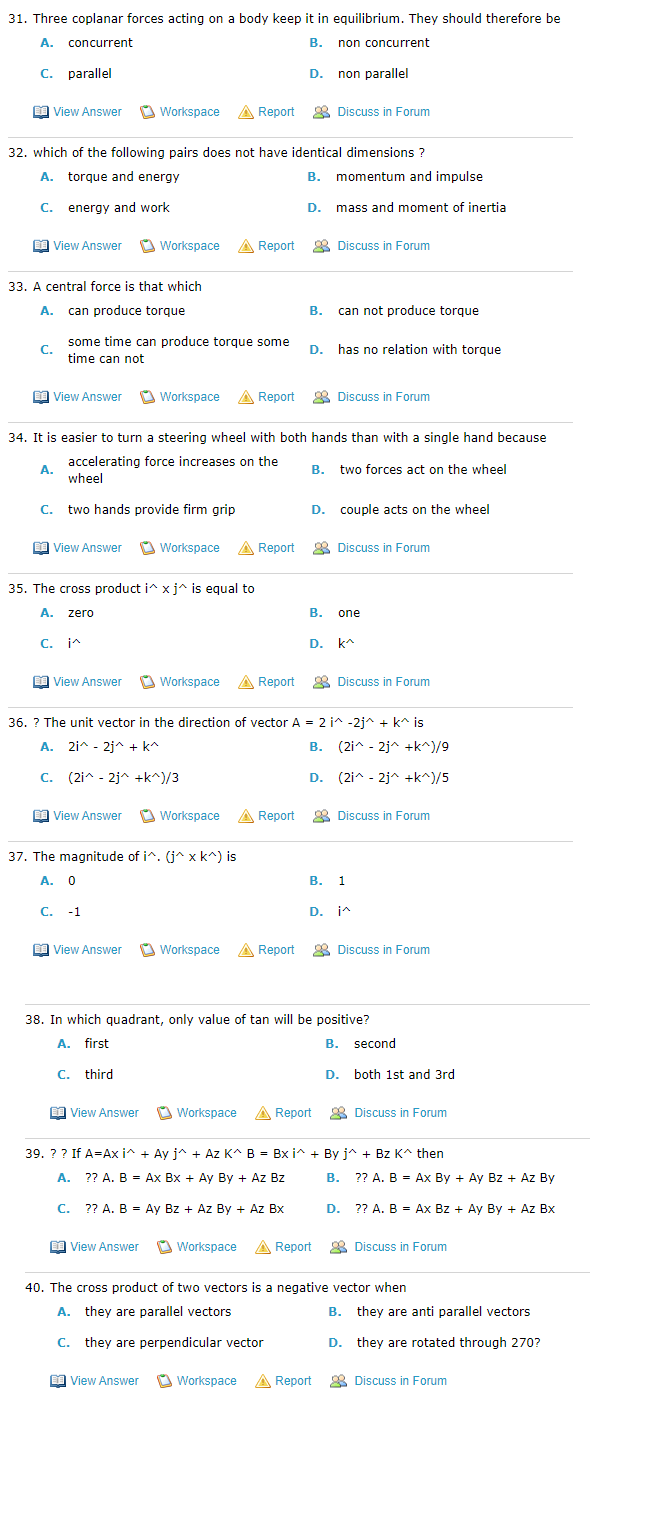 31. Three coplanar forces acting on a body keep it in equilibrium. They should therefore be
A. concurrent B. non concurrent
C. parallel D. non parallel
View Answer Workspace Report Discuss in Forum
32. which of the following pairs does not have identical dimensions ?
A. torque and energy B. momentum and impulse
C. energy and work D. mass and moment of inertia
View Answer Workspace Report Discuss in Forum
33. A central force is that which
A. can produce torque B. can not produce torque
C. some time can produce torque some
time can not D. has no relation with torque
View Answer Workspace Report Discuss in Forum
34. It is easier to turn a steering wheel with both hands than with a single hand because
A. accelerating force increases on the
wheel B. two forces act on the wheel
C. two hands provide firm grip D. couple acts on the wheel
View Answer Workspace Report Discuss in Forum
35. The cross product i^ x j^ is equal to
A. zero B. one
C. i^ D. k^
View Answer Workspace Report Discuss in Forum
36. ? The unit vector in the direction of vector A = 2 i^ -2j^ + k^ is
A. 2i^ - 2j^ + k^ B. (2i^ - 2j^ +k^)/9
C. (2i^ - 2j^ +k^)/3 D. (2i^ - 2j^ +k^)/5
View Answer Workspace Report Discuss in Forum
37. The magnitude of i^. (j^ x k^) is
A. 0 B. 1
C. -1 D. i^
View Answer Workspace Report Discuss in Forum
38. In which quadrant, only value of tan will be positive?
A. first B. second
C. third D. both 1st and 3rd
View Answer Workspace Report Discuss in Forum
39. ? ? If A=Ax i^ + Ay j^ + Az K^ B = Bx i^ + By j^ + Bz K^ then
A. ?? A. B = Ax Bx + Ay By + Az Bz B. ?? A. B = Ax By + Ay Bz + Az By
C. ?? A. B = Ay Bz + Az By + Az Bx D. ?? A. B = Ax Bz + Ay By + Az Bx
View Answer Workspace Report Discuss in Forum
40. The cross product of two vectors is a negative vector when
A. they are parallel vectors B. they are anti parallel vectors
C. they are perpendicular vector D. they are rotated through 270?
View Answer Workspace Report Discuss in Forum